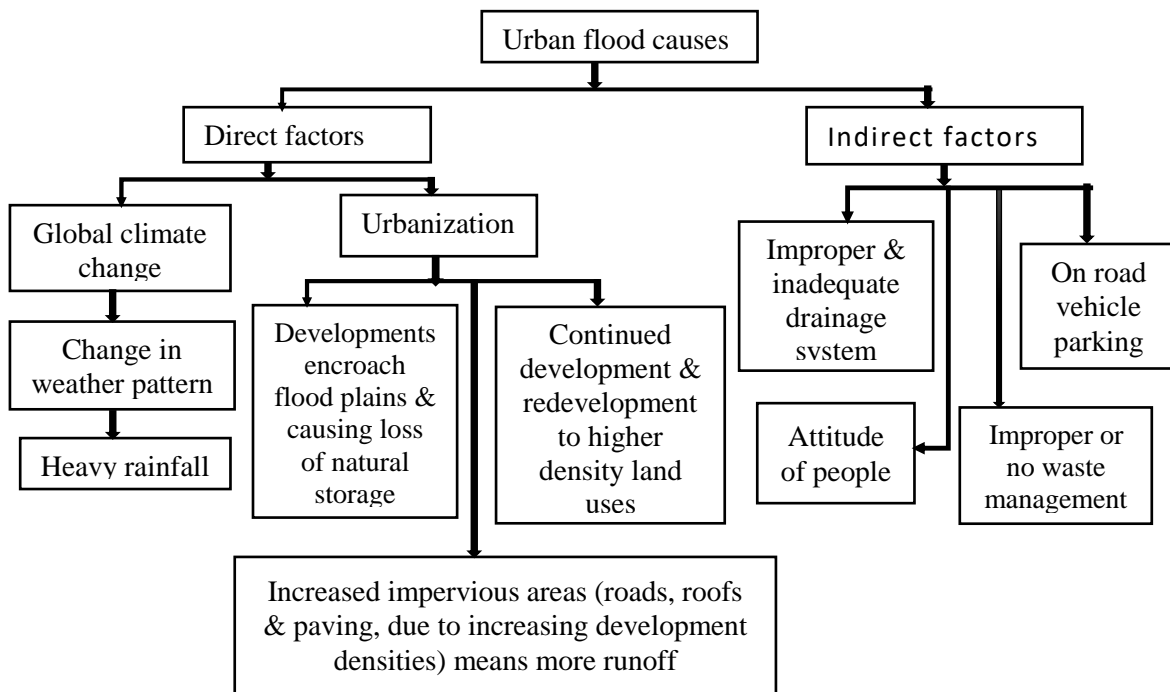 Urban flood causes
Direct factors
Indirect factors
Global climate
change
Urbanization
Improper &
inadequate
drainage
svstem
On road
vehicle
parking
Change in
weather pattern
Developments
encroach
flood plains &
causing loss
of natural
storage
Continued
development &
redevelopment
to higher
density land
uses
Heavy rainfall
Attitude
of people
Improper or
no waste
management
Increased impervious areas (roads, roofs
& paving, due to increasing development
densities) means more runoff